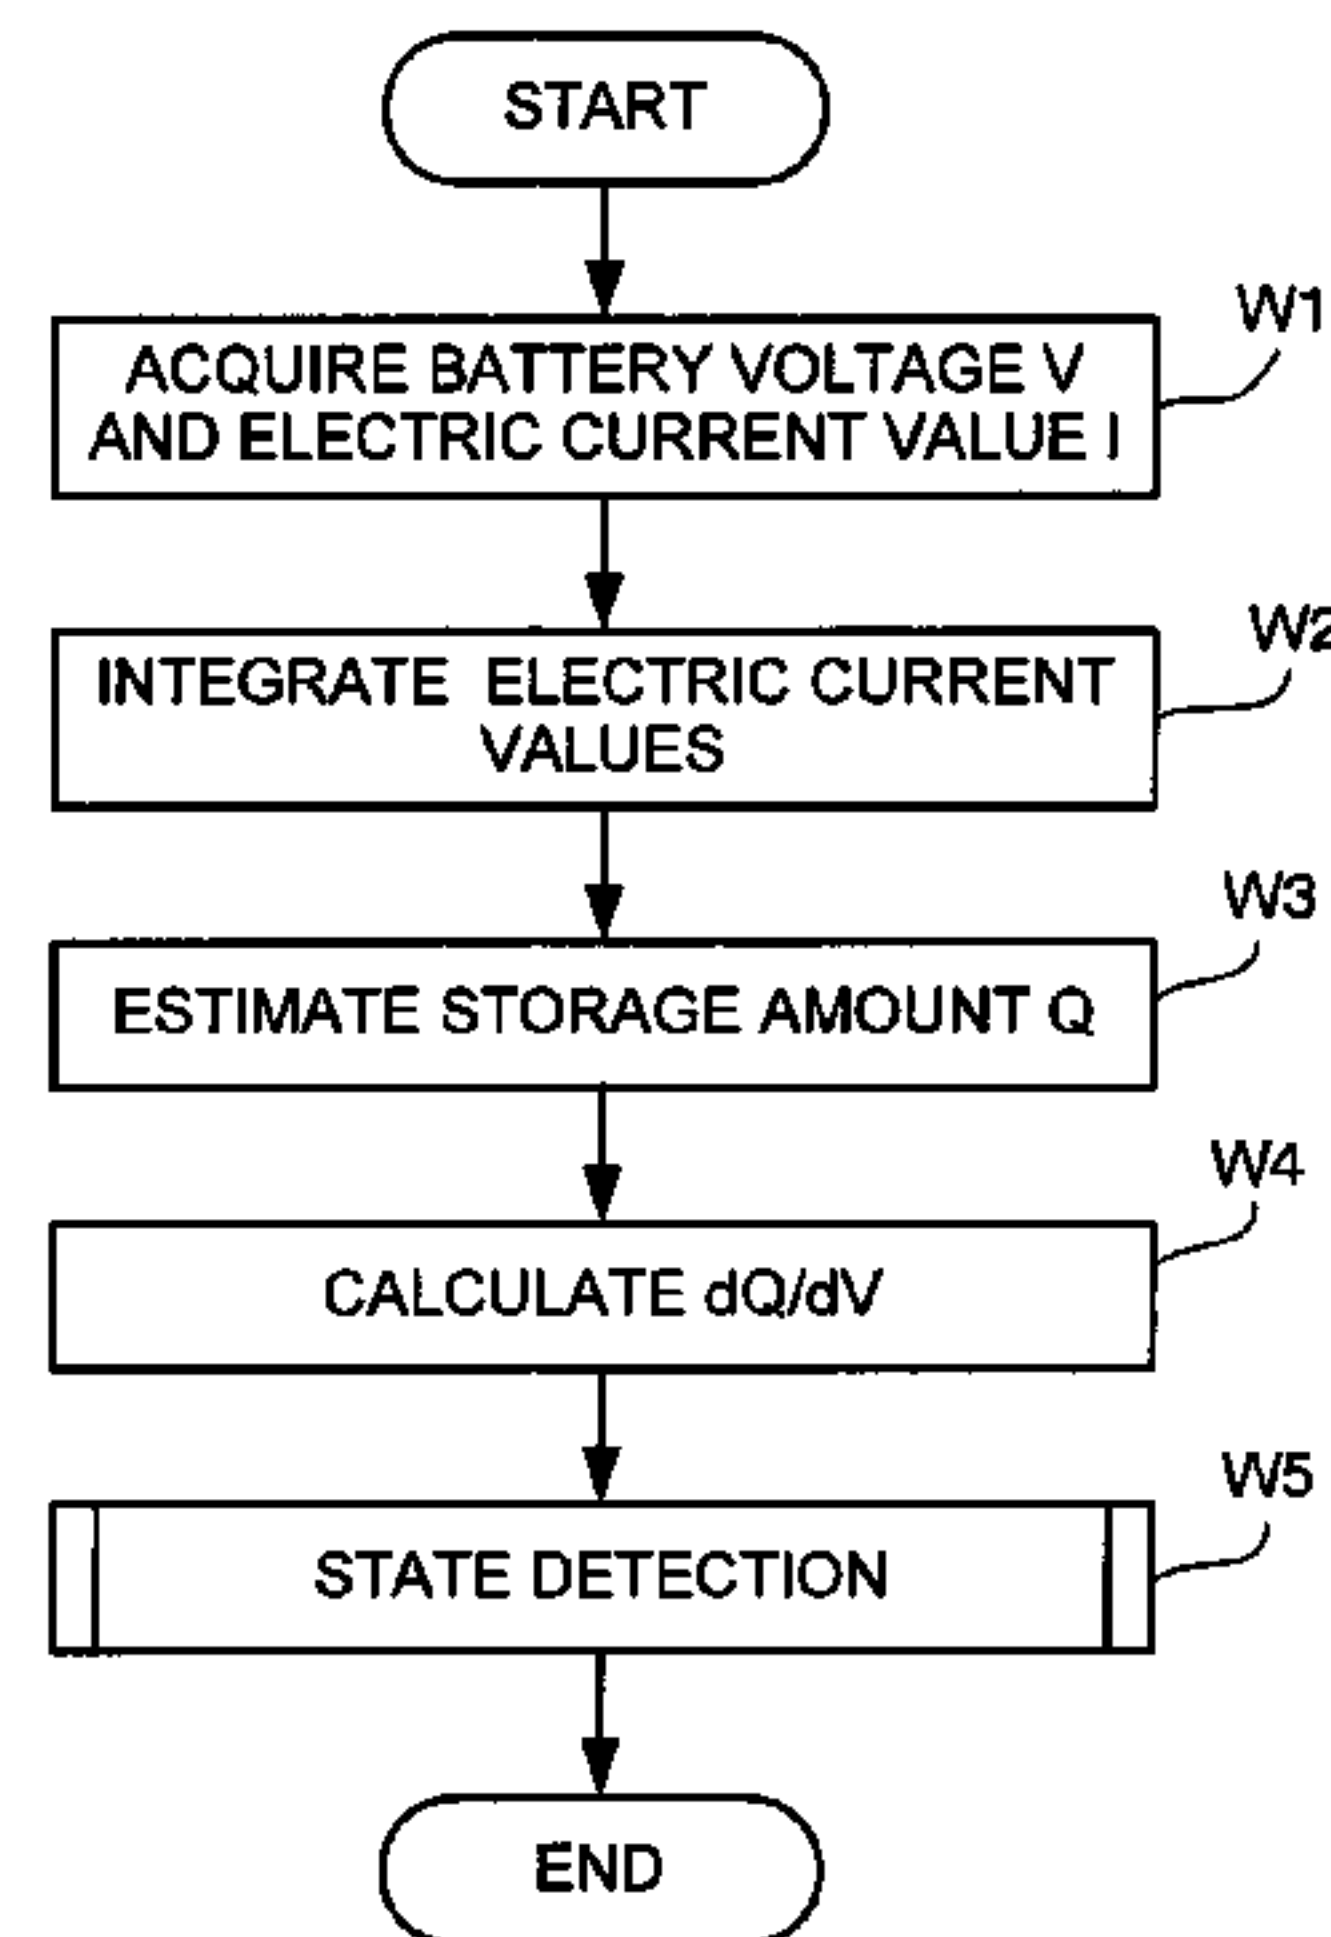 START
W1
ACQUIRE BATTERY VOLTAGE V
AND ELECTRIC CURRENT VALUE I
W2
INTEGRATE ELECTRIC CURRENT
VALUES
W3
ESTIMATE STORAGE AMOUNT Q
W4
CALCULATE dQ/dV
W5
STATE DETECTION
END